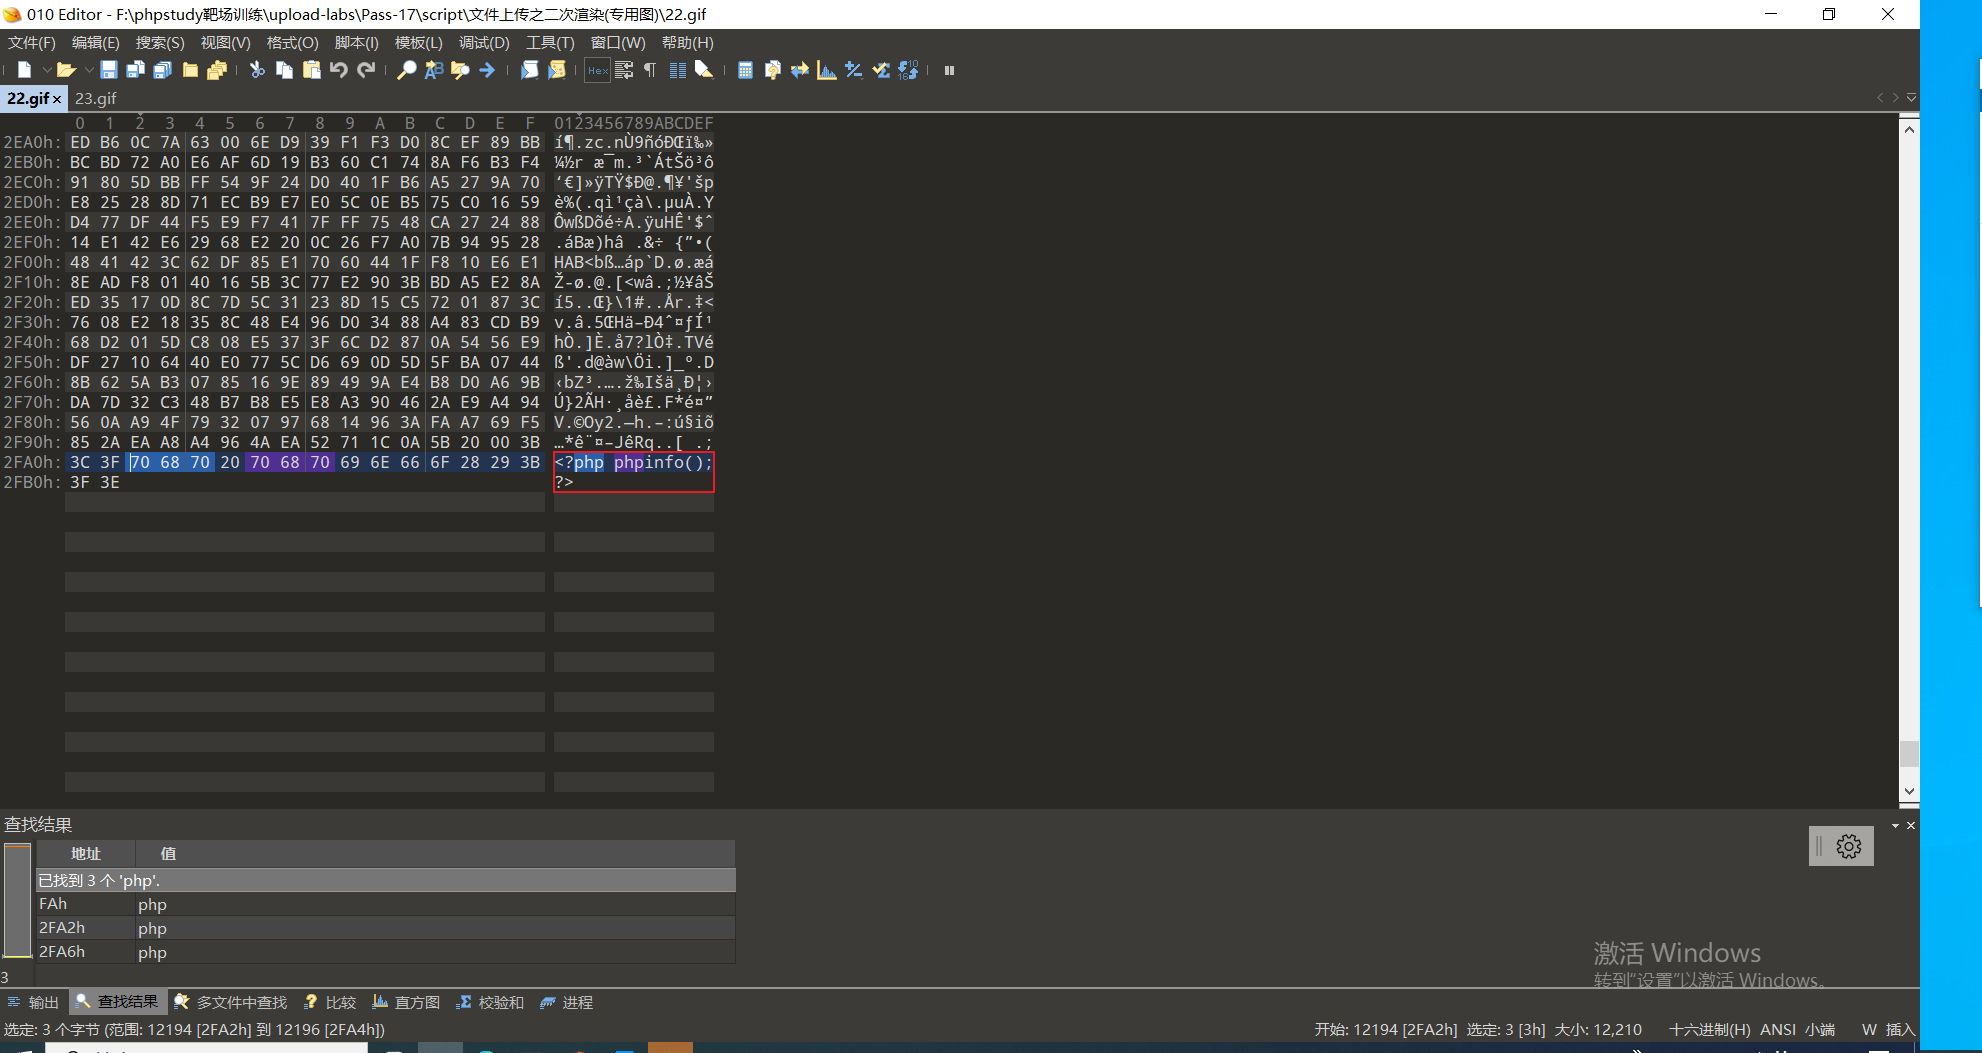 010 Editor - F:\phpstudy靶场训练\upload-labs\Pass-17\script\文件上传之二次渲染(专用图)\22.gif
文件(F) 编辑(E) 搜索(S) 视图(V) 格式(O) 脚本(I) 模板(L) 调试(D) 工具(T) 窗口(W) 帮助(H)
Hex
22.gif × 23.gif
0 1 2 3 4 5 6 7 8 9 A B C D E F 0123456789ABCDEF
2EA0h: ED B6 0C 7A 63 00 6E D9 39 F1 F3 D0 8C EF 89 BB í¶.zc.nÙ9ñóÐŒï‰»
2EB0h: BC BD 72 A0 E6 AF 6D 19 B3 60 C1 74 8A F6 B3 F4 ¼½r æ¯m.³`ÁtŠö³ô
2EC0h: 91 80 5D BB FF 54 9F 24 D0 40 1F B6 A5 27 9A 70 ‘€]»ÿTŸ$Ð@.¶¥'šp
2ED0h: E8 25 28 8D 71 EC B9 E7 E0 5C 0E B5 75 C0 16 59 è%(.qì¹çà\.µuÀ.Y
2EE0h: D4 77 DF 44 F5 E9 F7 41 7F FF 75 48 CA 27 24 88 ÔwßDõé÷A.ÿuHÊ'$ˆ
2EF0h: 14 E1 42 E6 29 68 E2 20 0C 26 F7 A0 7B 94 95 28 .áBæ)hâ .&÷ {”•(
2F00h: 48 41 42 3C 62 DF 85 E1 70 60 44 1F F8 10 E6 E1 HAB<bß…áp`D.ø.æá
2F10h: 8E AD F8 01 40 16 5B 3C 77 E2 90 3B BD A5 E2 8A Ž-ø.@.[<wâ.;½¥âŠ
2F20h: ED 35 17 0D 8C 7D 5C 31 23 8D 15 C5 72 01 87 3C í5..Œ}\1#..År.‡<
2F30h: 76 08 E2 18 35 8C 48 E4 96 D0 34 88 A4 83 CD B9 v.â.5ŒHä–Ð4ˆ¤ƒÍ¹
2F40h: 68 D2 01 5D C8 08 E5 37 3F 6C D2 87 0A 54 56 E9 hÒ.]È.å7?lÒ‡.TVé
2F50h: DF 27 10 64 40 E0 77 5C D6 69 0D 5D 5F BA 07 44 ß'.d@àw\Öi.]_º.D
2F60h: 8B 62 5A B3 07 85 16 9E 89 49 9A E4 B8 D0 A6 9B ‹bZ³.….ž‰Išä¸Ð¦›
2F70h: DA 7D 32 C3 48 B7 B8 E5 E8 A3 90 46 2A E9 A4 94 Ú}2ÃH·¸åè£.F*é¤”
2F80h: 56 0A A9 4F 79 32 07 97 68 14 96 3A FA A7 69 F5 V.©Oy2.—h.–:ú§iõ
2F90h: 85 2A EA A8 A4 96 4A EA 52 71 1C 0A 5B 20 00 3B …*ê¨¤–JêRq..[ .;
2FA0h: 3C 3F 70 68 70 20 70 68 70 69 6E 66 6F 28 29 3B <?php phpinfo();
2FB0h: 3F 3E ?>
查找结果
地址 值
已找到 3 个 'php'.
FAh php
2FA2h php
2FA6h php
3
激活 Windows
转到“设置”以激活 Windows。
输出 查找结果 多文件中查找 比较 直方图 校验和 进程
选定: 3 个字节 (范围: 12194 [2FA2h] 到 12196 [2FA4h]) 开始: 12194 [2FA2h] 选定: 3 [3h] 大小: 12,210 十六进制(H) ANSI 小端 W 插入